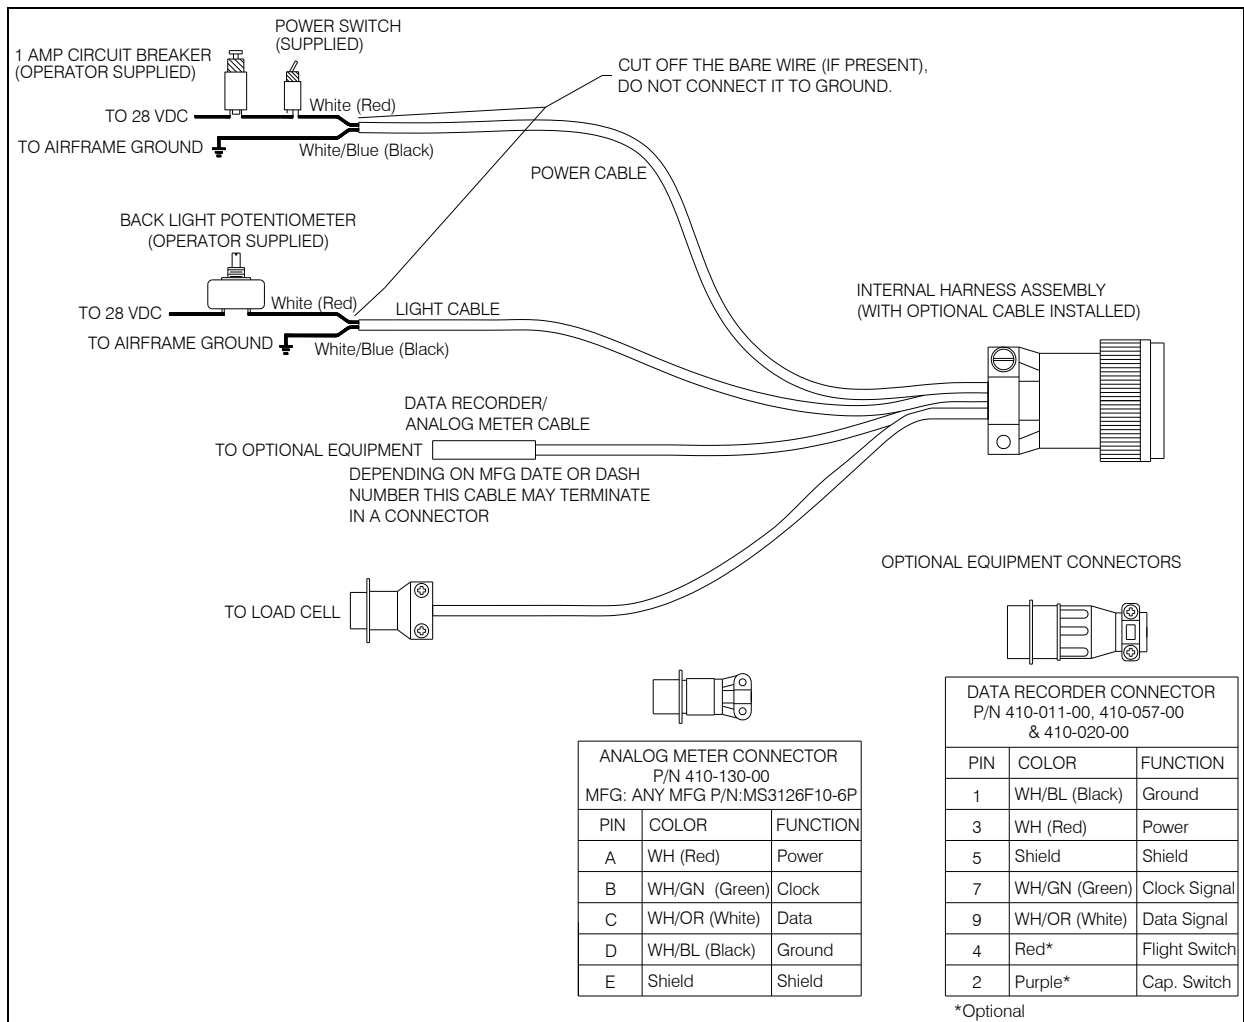 POWER SWITCH
(SUPPLIED)
1 AMP CIRCUIT BREAKER
(OPERATOR SUPPLIED)
CUT OFF THE BARE WIRE (IF PRESENT),
DO NOT CONNECT IT TO GROUND.
White (Red)
TO 28 VDC
TO AIRFRAME GROUND
White/Blue (Black)
POWER CABLE
BACK LIGHT POTENTIOMETER
(OPERATOR SUPPLIED)
INTERNAL HARNESS ASSEMBLY
(WITH OPTIONAL CABLE INSTALLED)
White (Red)
TO 28 VDC
LIGHT CABLE
TO AIRFRAME GROUND
White/Blue (Black)
DATA RECORDER/
ANALOG METER CABLE
TO OPTIONAL EQUIPMENT
DEPENDING ON MFG DATE OR DASH
NUMBER THIS CABLE MAY TERMINATE
IN A CONNECTOR
OPTIONAL EQUIPMENT CONNECTORS
TO LOAD CELL
ANALOG METER CONNECTOR
P/N 410-130-00
MFG: ANY MFG P/N:MS3126F10-6P
PIN COLOR FUNCTION
A WH (Red) Power
B WH/GN (Green) Clock
C WH/OR (White) Data
D WH/BL (Black) Ground
E Shield Shield
DATA RECORDER CONNECTOR
P/N 410-011-00, 410-057-00
& 410-020-00
PIN COLOR FUNCTION
1 WH/BL (Black) Ground
3 WH (Red) Power
5 Shield Shield
7 WH/GN (Green) Clock Signal
9 WH/OR (White) Data Signal
4 Red* Flight Switch
2 Purple* Cap. Switch
*Optional